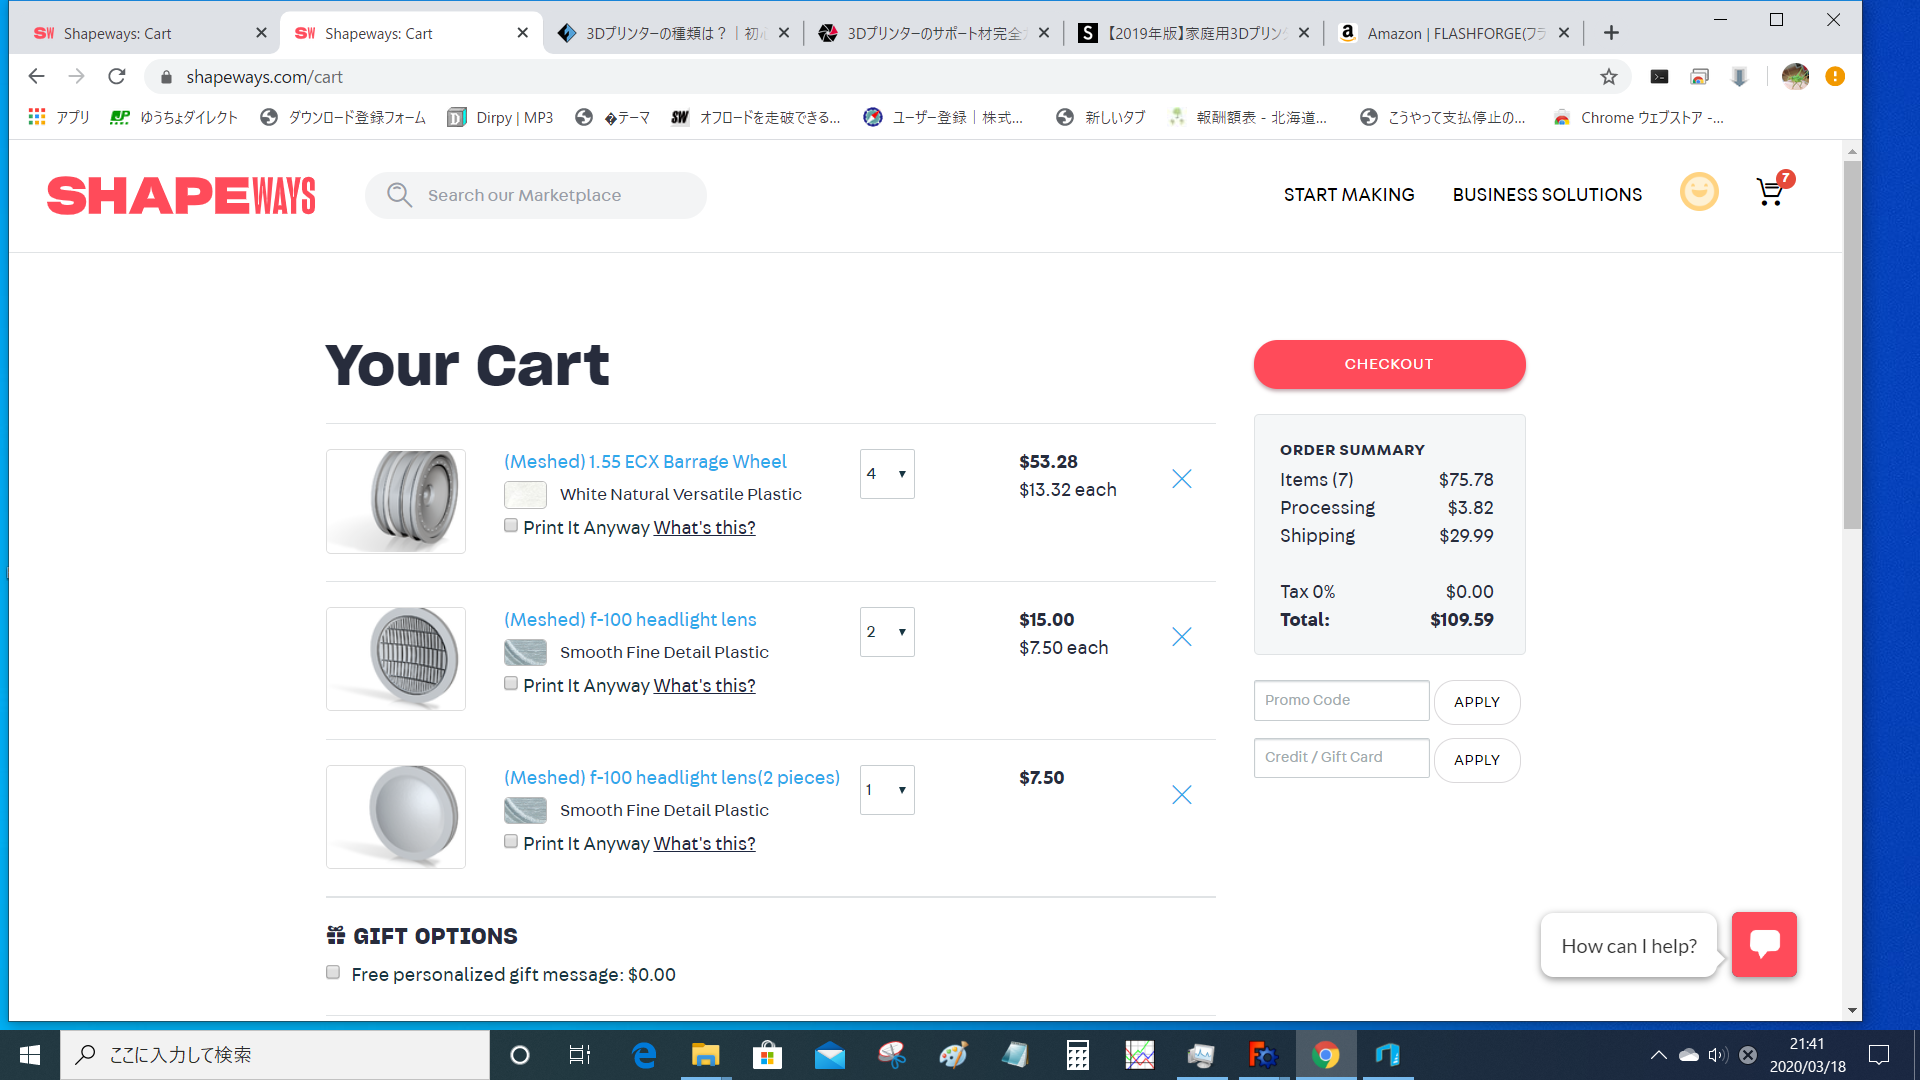 Shapeways: Cart
Shapeways: Cart
3Dプリンターの種類は？｜初
3Dプリンターのサポート材完全
【2019年版】家庭用3Dプリン
Amazon | FLASHFORGE(フラ
shapeways.com/cart
アプリ
ゆうちょダイレクト
ダウンロード登録フォーム
Dirpy | MP3
�テーマ
オフロードを走破できる...
ユーザー登録｜株式...
新しいタブ
報酬額表 - 北海道...
こうやって支払停止の...
Chrome ウェブストア -...
SHAPEWAYS
Search our Marketplace
START MAKING
BUSINESS SOLUTIONS
7
Your Cart
CHECKOUT
(Meshed) 1.55 ECX Barrage Wheel
White Natural Versatile Plastic
Print It Anyway What's this?
4
$53.28
$13.32 each
(Meshed) f-100 headlight lens
Smooth Fine Detail Plastic
Print It Anyway What's this?
2
$15.00
$7.50 each
(Meshed) f-100 headlight lens(2 pieces)
Smooth Fine Detail Plastic
Print It Anyway What's this?
1
$7.50
ORDER SUMMARY
Items (7) $75.78
Processing $3.82
Shipping $29.99
Tax 0% $0.00
Total: $109.59
Promo Code
APPLY
Credit / Gift Card
APPLY
GIFT OPTIONS
Free personalized gift message: $0.00
How can I help?
ここに入力して検索
21:41
2020/03/18